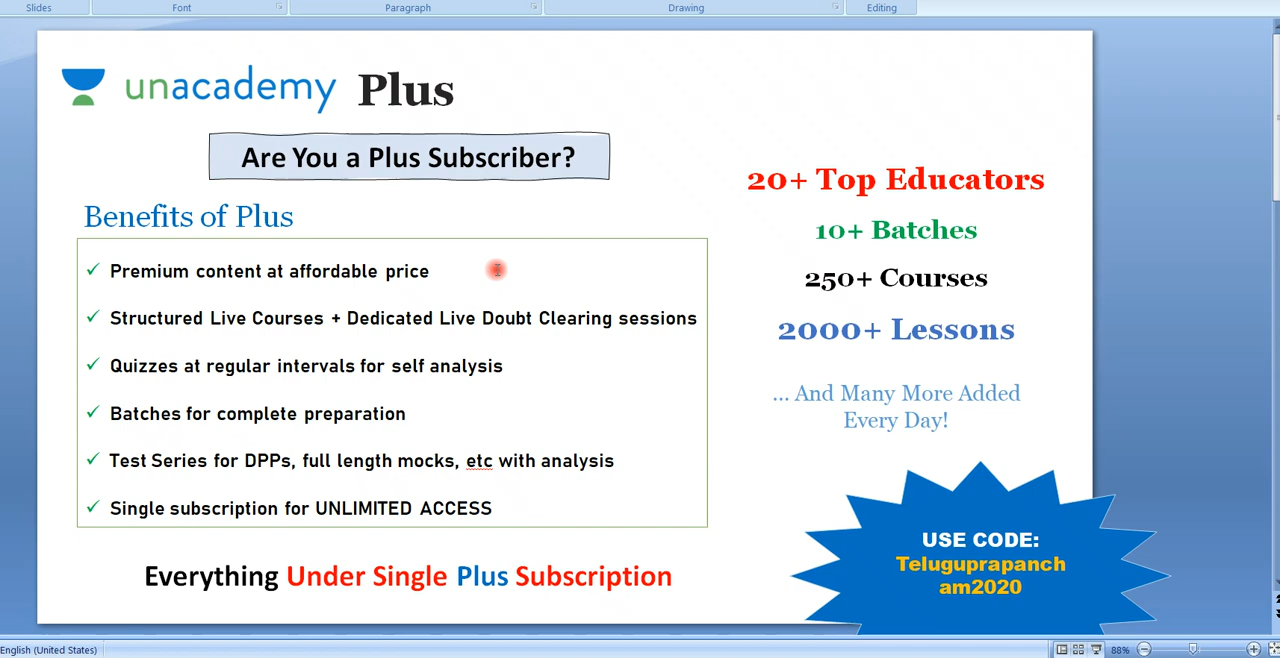 Slides Font Paragraph Drawing Editing
unacademy Plus
Are You a Plus Subscriber?
Benefits of Plus
✓ Premium content at affordable price
✓ Structured Live Courses + Dedicated Live Doubt Clearing sessions
✓ Quizzes at regular intervals for self analysis
✓ Batches for complete preparation
✓ Test Series for DPPs, full length mocks, etc with analysis
✓ Single subscription for UNLIMITED ACCESS
Everything Under Single Plus Subscription
20+ Top Educators
10+ Batches
250+ Courses
2000+ Lessons
... And Many More Added
Every Day!
USE CODE:
Teluguprapanch
am2020
English (United States) 88%